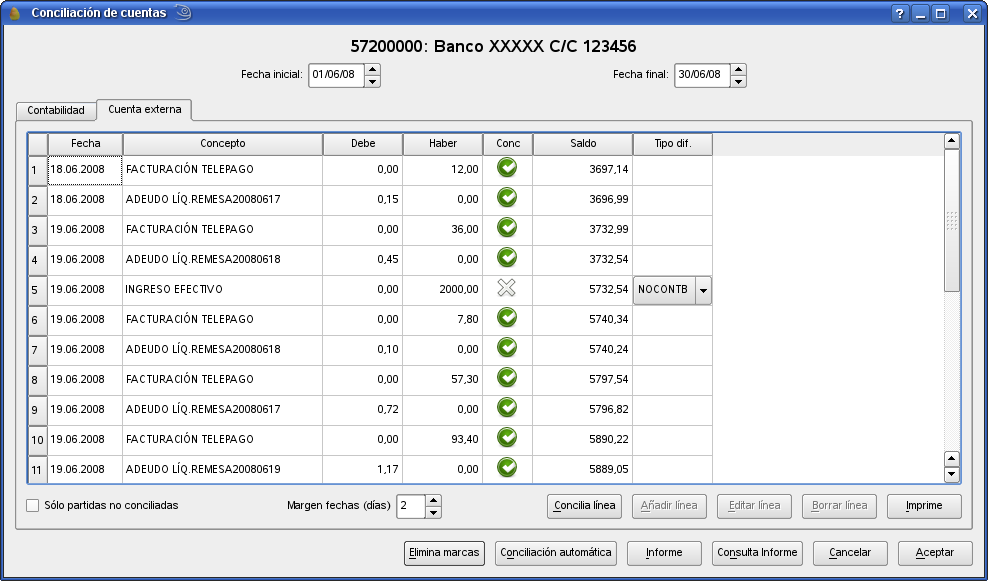 Conciliación de cuentas
57200000: Banco XXXXX C/C 123456
Fecha inicial: 01/06/08 Fecha final: 30/06/08
Contabilidad Cuenta externa
Fecha Concepto Debe Haber Conc Saldo Tipo dif.
1 18.06.2008 FACTURACIÓN TELEPAGO 0,00 12,00 3697,14
2 18.06.2008 ADEUDO LÍQ.REMESA20080617 0,15 0,00 3696,99
3 19.06.2008 FACTURACIÓN TELEPAGO 0,00 36,00 3732,99
4 19.06.2008 ADEUDO LÍQ.REMESA20080618 0,45 0,00 3732,54
5 19.06.2008 INGRESO EFECTIVO 0,00 2000,00 5732,54 NOCONTB
6 19.06.2008 FACTURACIÓN TELEPAGO 0,00 7,80 5740,34
7 19.06.2008 ADEUDO LÍQ.REMESA20080618 0,10 0,00 5740,24
8 19.06.2008 FACTURACIÓN TELEPAGO 0,00 57,30 5797,54
9 19.06.2008 ADEUDO LÍQ.REMESA20080617 0,72 0,00 5796,82
10 19.06.2008 FACTURACIÓN TELEPAGO 0,00 93,40 5890,22
11 19.06.2008 ADEUDO LÍQ.REMESA20080619 1,17 0,00 5889,05
Sólo partidas no conciliadas Margen fechas (días) 2 Concilia línea Añadir línea Editar línea Borrar línea Imprime
Elimina marcas Conciliación automática Informe Consulta Informe Cancelar Aceptar